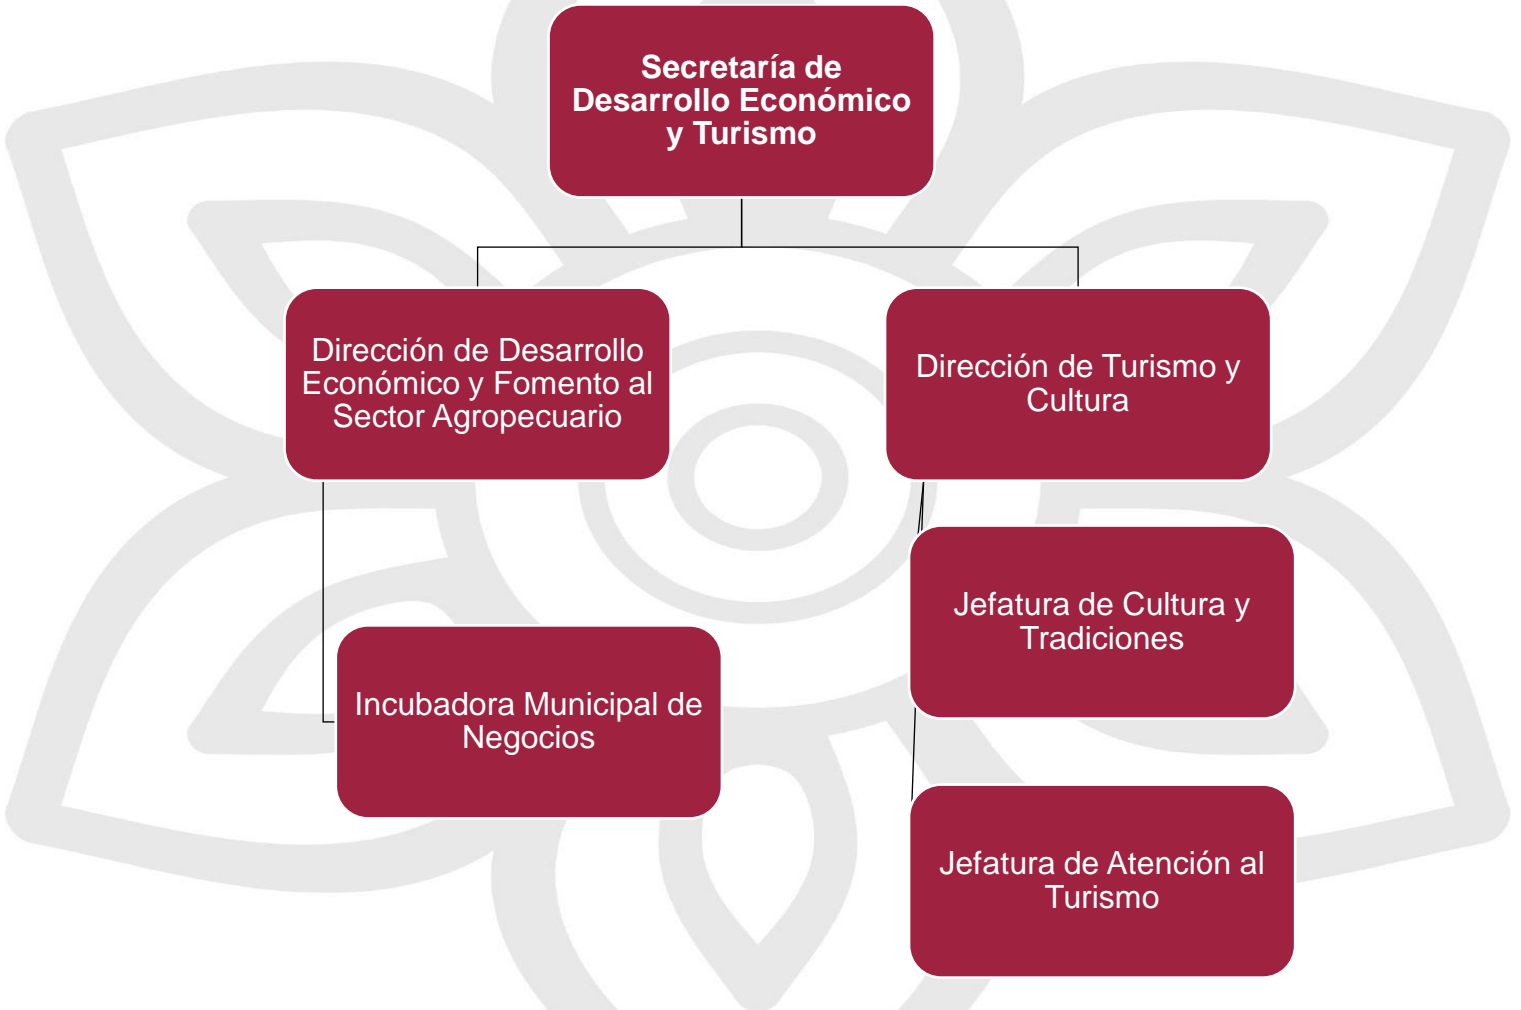 Secretaría de
Desarrollo Económico
y Turismo
Dirección de Desarrollo
Económico y Fomento al
Sector Agropecuario
Dirección de Turismo y
Cultura
Jefatura de Cultura y
Tradiciones
Incubadora Municipal de
Negocios
Jefatura de Atención al
Turismo